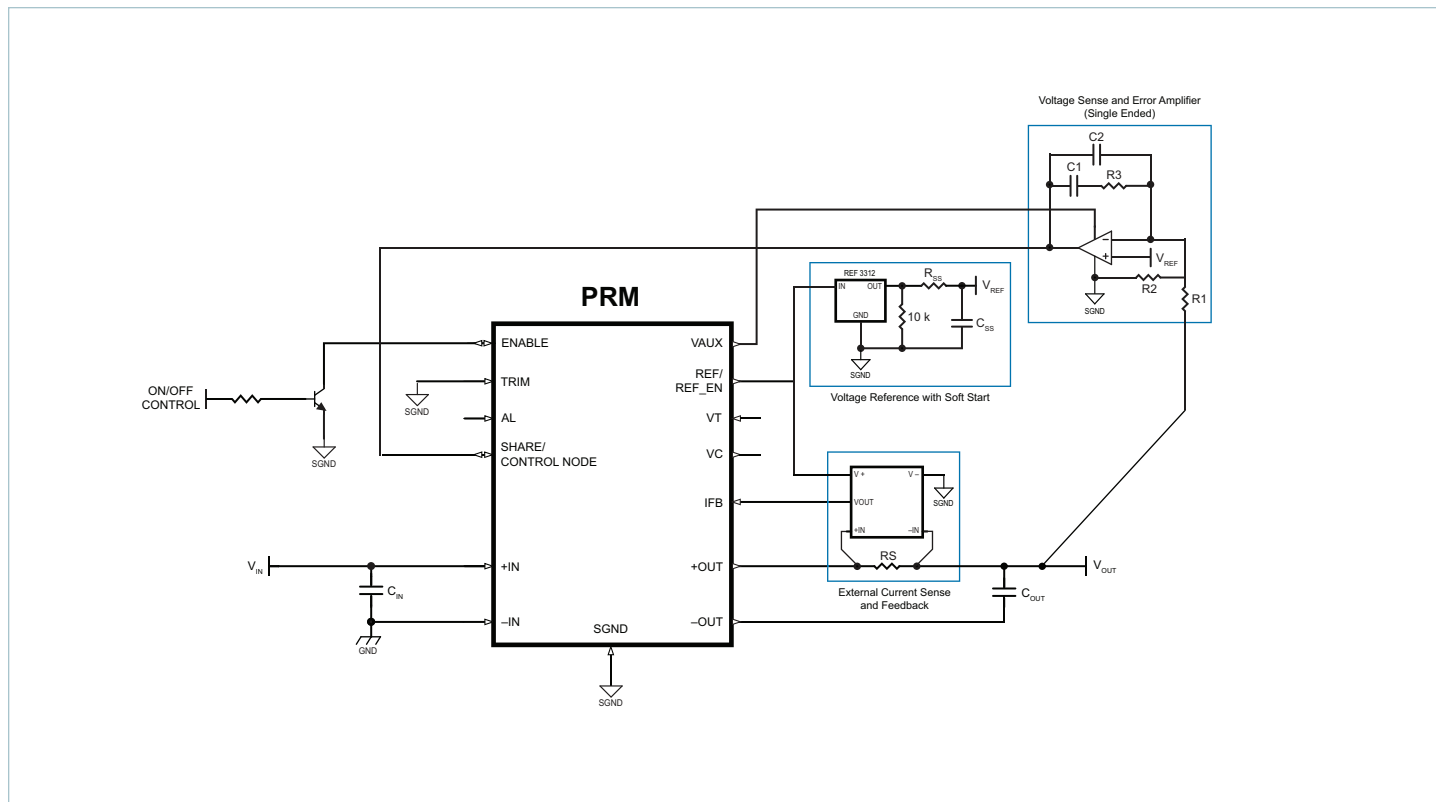 Voltage Sense and Error Amplifier
(Single Ended)
C2
C1
R3
–
+
V_REF
R2
SGND
R1
REF 3312
IN
OUT
GND
R_SS
V_REF
10 k
C_SS
SGND
Voltage Reference with Soft Start
PRM
ENABLE
TRIM
AL
SHARE/
CONTROL NODE
+IN
–IN
SGND
VAUX
REF/
REF_EN
VT
VC
IFB
+OUT
–OUT
ON/OFF
CONTROL
SGND
SGND
V_IN
C_IN
GND
SGND
V +
V –
VOUT
+IN
–IN
SGND
RS
External Current Sense
and Feedback
C_OUT
V_OUT